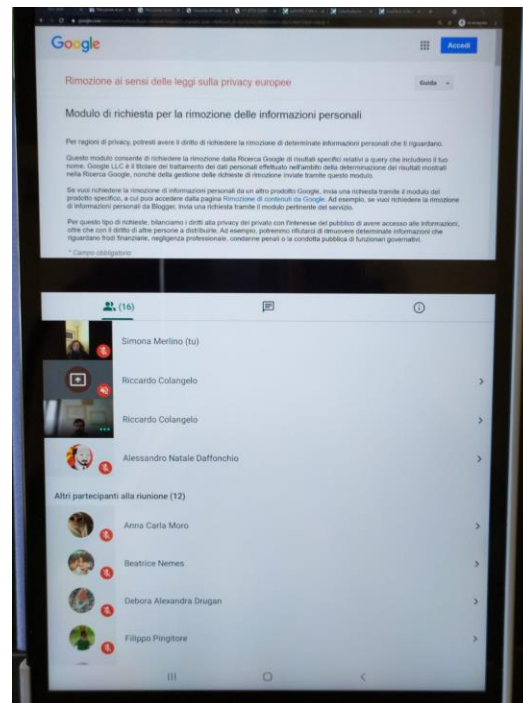 Google
Accedi
Rimozione ai sensi delle leggi sulla privacy europee
Guida
Modulo di richiesta per la rimozione delle informazioni personali
Per ragioni di privacy, potresti avere il diritto di richiedere la rimozione di determinate informazioni personali che ti riguardano.
Questo modulo consente di richiedere la rimozione dalla Ricerca Google di risultati specifici relativi a query che includono il tuo
nome. Google LLC è il titolare del trattamento dei dati personali effettuato nell'ambito della determinazione dei risultati mostrati
nella Ricerca Google, nonché della gestione delle richieste di rimozione inviate tramite questo modulo.
Se vuoi richiedere la rimozione di informazioni personali da un altro prodotto Google, invia una richiesta tramite il modulo del
prodotto specifico, a cui puoi accedere dalla pagina Rimozione di contenuti da Google. Ad esempio, se vuoi richiedere la rimozione
di informazioni personali da Blogger, invia una richiesta tramite il modulo pertinente del servizio.
Per questo tipo di richieste, bilanciamo i diritti alla privacy del privato con l'interesse del pubblico di avere accesso alle informazioni,
oltre che con il diritto di altre persone a distribuirle. Ad esempio, potremmo rifiutarci di rimuovere determinate informazioni che
riguardano frodi finanziarie, negligenza professionale, condanne penali o la condotta pubblica di funzionari governativi.
* Campo obbligatorio
(16)
Simona Merlino (tu)
Riccardo Colangelo
Riccardo Colangelo
Alessandro Natale Daffonchio
Altri partecipanti alla riunione (12)
Anna Carla Moro
Beatrice Nemes
Debora Alexandra Drugan
Filippo Pingitore